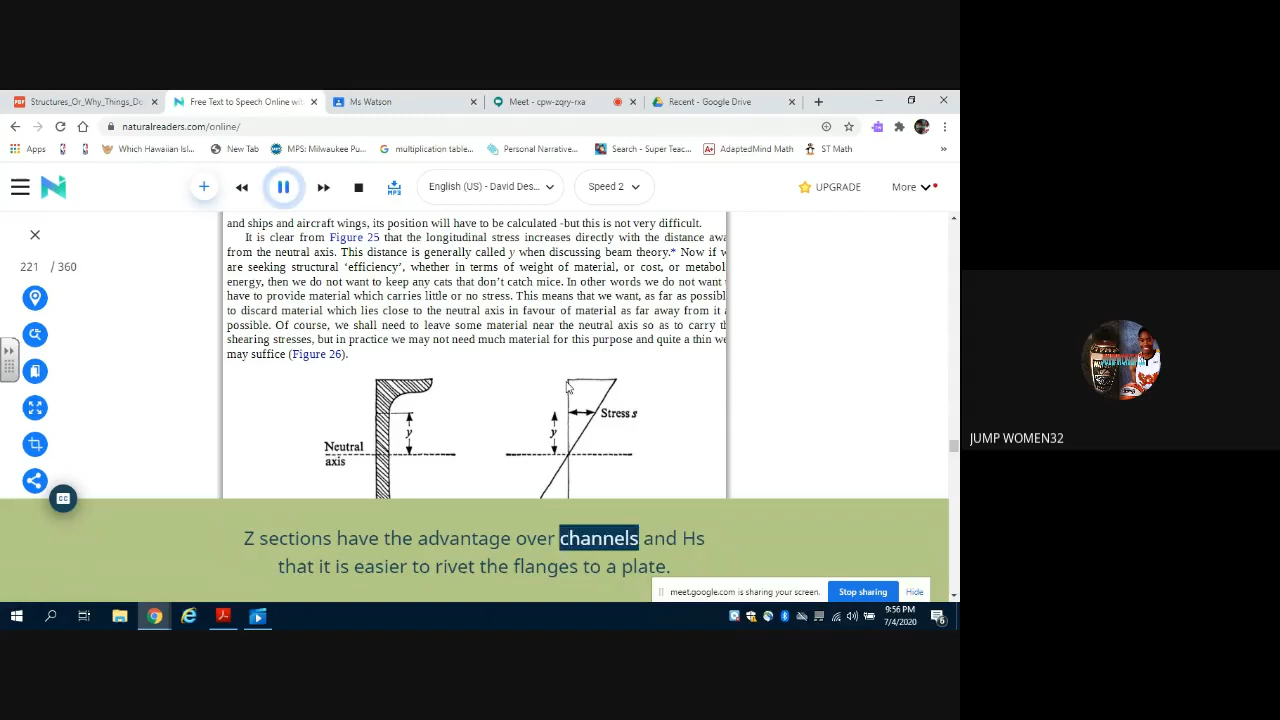 Structures_Or_Why_Things_Do
Free Text to Speech Online wit
Ms Watson
Meet - cpw-zqry-rxa
Recent - Google Drive
naturalreaders.com/online/
Apps
Which Hawaiian Isl...
New Tab
MPS: Milwaukee Pu...
multiplication table...
Personal Narrative...
Search - Super Teac...
AdaptedMind Math
ST Math
MP3
English (US) - David Des...
Speed 2
UPGRADE
More
221 / 360
and ships and aircraft wings, its position will have to be calculated -but this is not very difficult.
It is clear from Figure 25 that the longitudinal stress increases directly with the distance awa
from the neutral axis. This distance is generally called y when discussing beam theory.* Now if w
are seeking structural ‘efficiency’, whether in terms of weight of material, or cost, or metabol
energy, then we do not want to keep any cats that don’t catch mice. In other words we do not want
have to provide material which carries little or no stress. This means that we want, as far as possibl
to discard material which lies close to the neutral axis in favour of material as far away from it a
possible. Of course, we shall need to leave some material near the neutral axis so as to carry th
shearing stresses, but in practice we may not need much material for this purpose and quite a thin we
may suffice (Figure 26).
Stress s
y
y
Neutral
axis
CC
Z sections have the advantage over channels and Hs
that it is easier to rivet the flanges to a plate.
meet.google.com is sharing your screen.
Stop sharing
Hide
9:56 PM
7/4/2020
6
JUMP WOMEN32